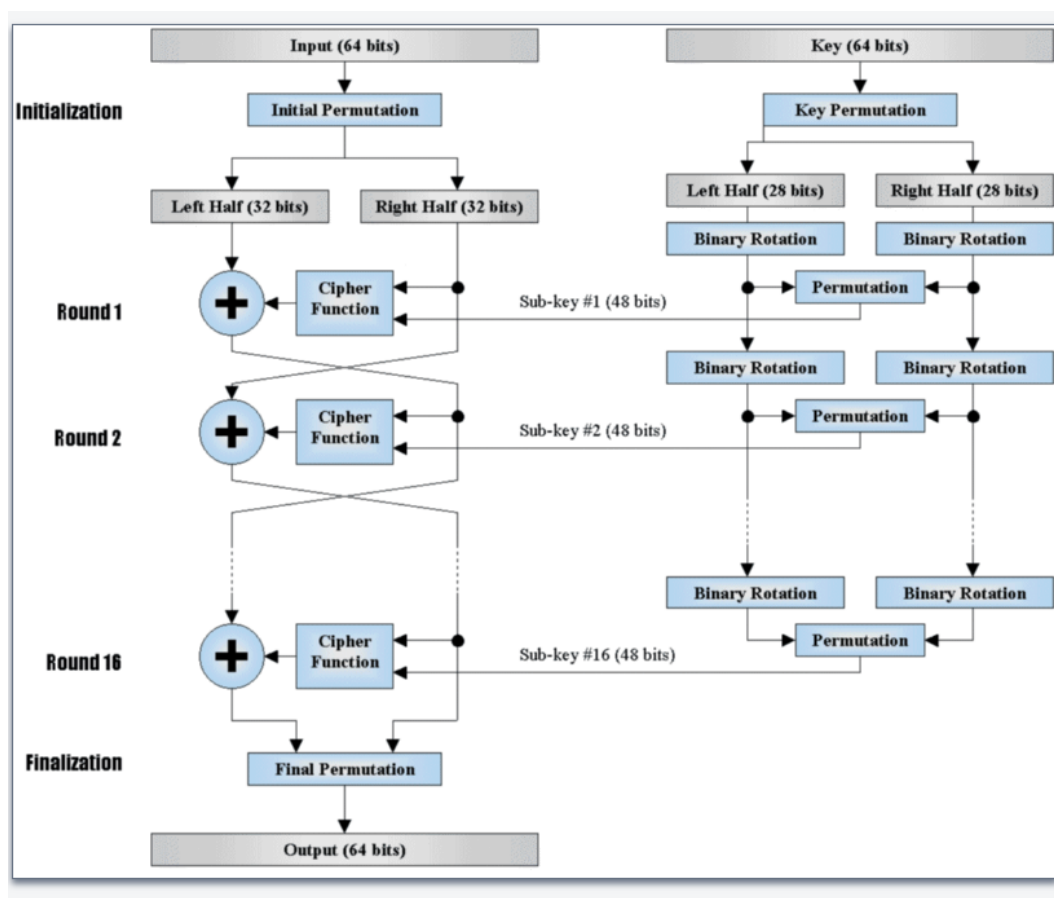 Input (64 bits)
Key (64 bits)
Initialization
Initial Permutation
Key Permutation
Left Half (32 bits)
Right Half (32 bits)
Left Half (28 bits)
Right Half (28 bits)
Binary Rotation
Binary Rotation
Round 1
Cipher
Function
Sub-key #1 (48 bits)
Permutation
Binary Rotation
Binary Rotation
Round 2
Cipher
Function
Sub-key #2 (48 bits)
Permutation
Binary Rotation
Binary Rotation
Round 16
Cipher
Function
Sub-key #16 (48 bits)
Permutation
Finalization
Final Permutation
Output (64 bits)